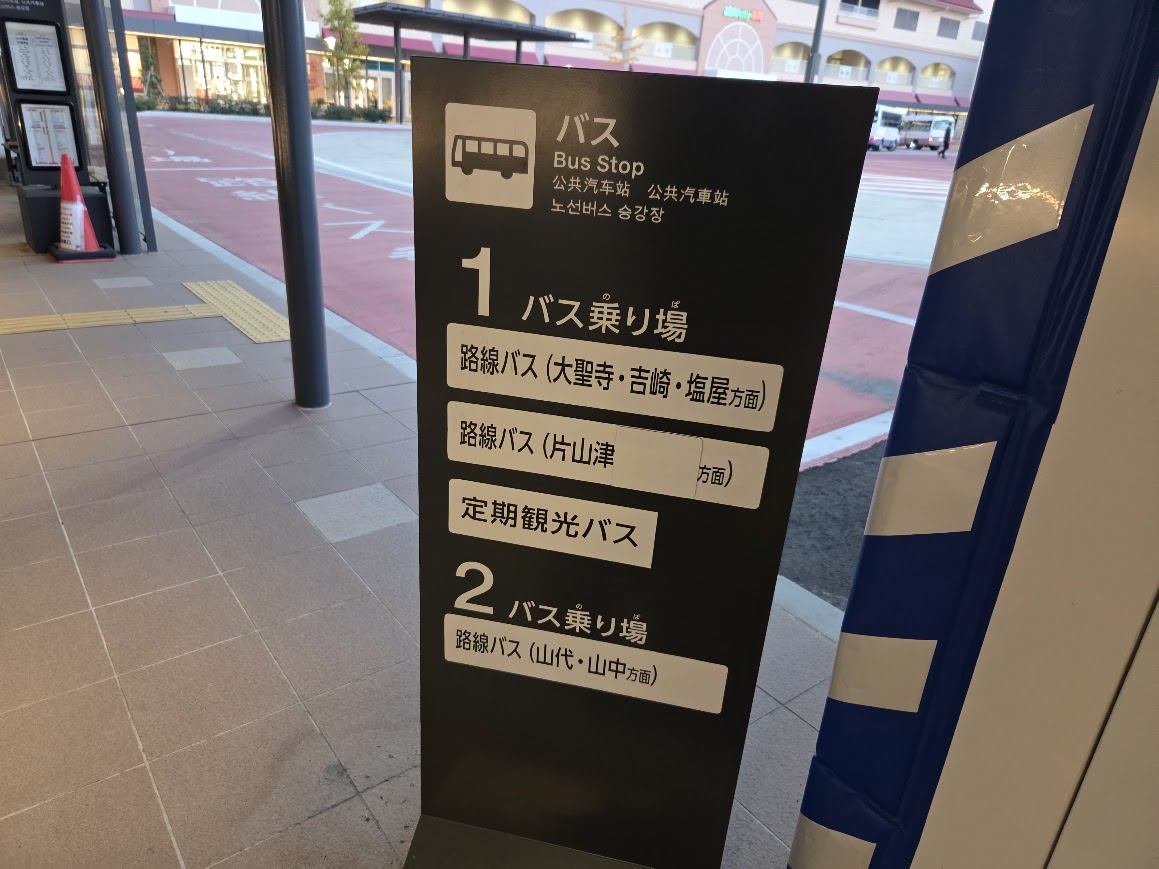 バス
Bus Stop
公共汽车站　公共汽車站
노선버스 승강장
1 バス乗り場
路線バス（大聖寺・吉崎・塩屋方面）
路線バス（片山津 方面）
定期観光バス
2 バス乗り場
路線バス（山代・山中方面）